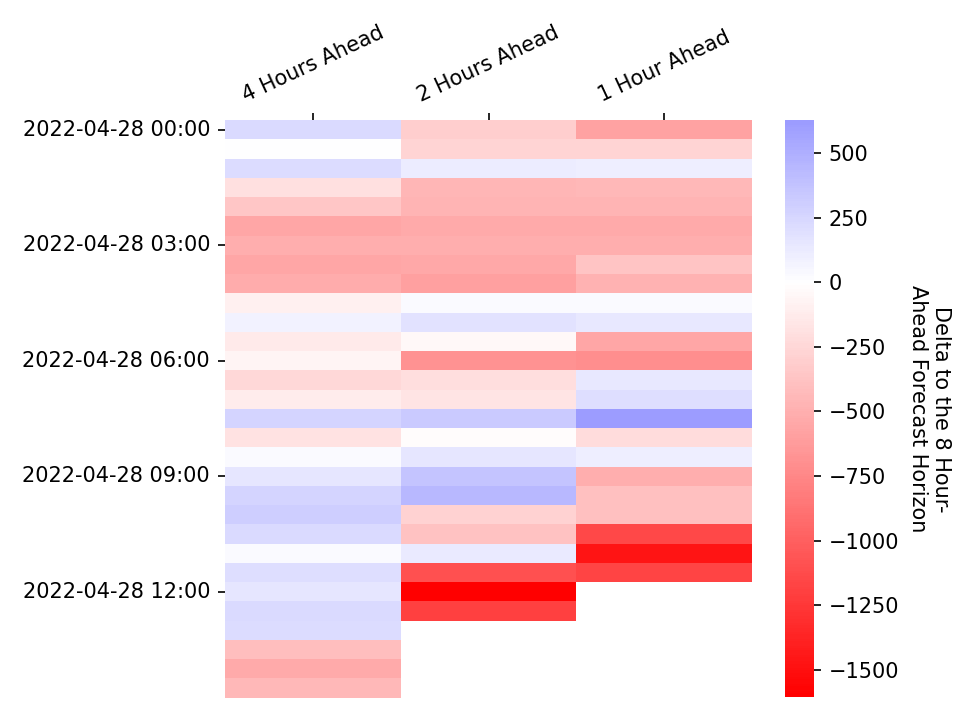 4 Hours Ahead
2 Hours Ahead
1 Hour Ahead
2022-04-28 00:00
2022-04-28 03:00
2022-04-28 06:00
2022-04-28 09:00
2022-04-28 12:00
500
250
0
−250
−500
−750
−1000
−1250
−1500
Delta to the 8 Hour-
Ahead Forecast Horizon